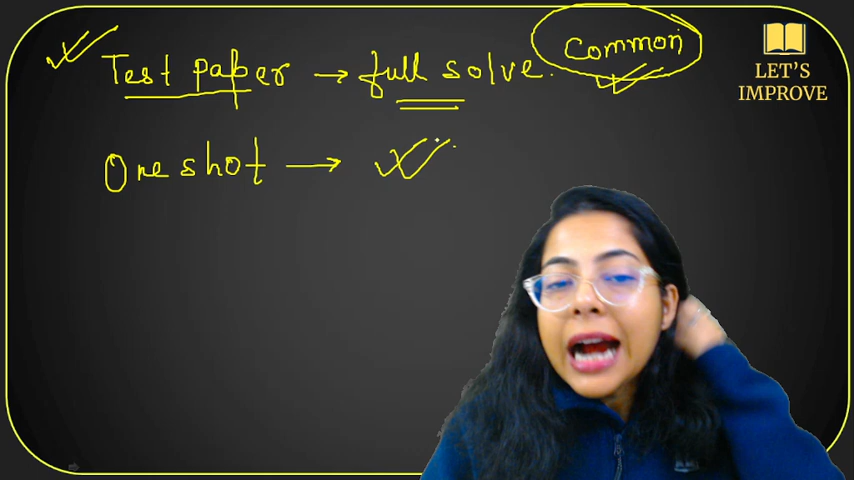 Test paper → full solve. Common
One shot →
LET'S
IMPROVE